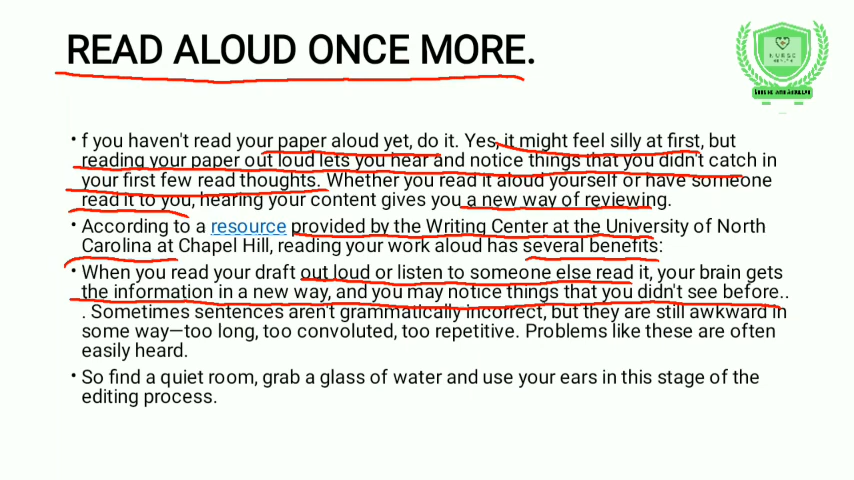 READ ALOUD ONCE MORE.
NURSE
• f you haven't read your paper aloud yet, do it. Yes, it might feel silly at first, but
reading your paper out loud lets you hear and notice things that you didn't catch in
your first few read thoughts. Whether you read it aloud yourself or have someone
read it to you, hearing your content gives you a new way of reviewing.
• According to a resource provided by the Writing Center at the University of North
Carolina at Chapel Hill, reading your work aloud has several benefits:
• When you read your draft out loud or listen to someone else read it, your brain gets
the information in a new way, and you may notice things that you didn't see before..
. Sometimes sentences aren't grammatically incorrect, but they are still awkward in
some way—too long, too convoluted, too repetitive. Problems like these are often
easily heard.
• So find a quiet room, grab a glass of water and use your ears in this stage of the
editing process.